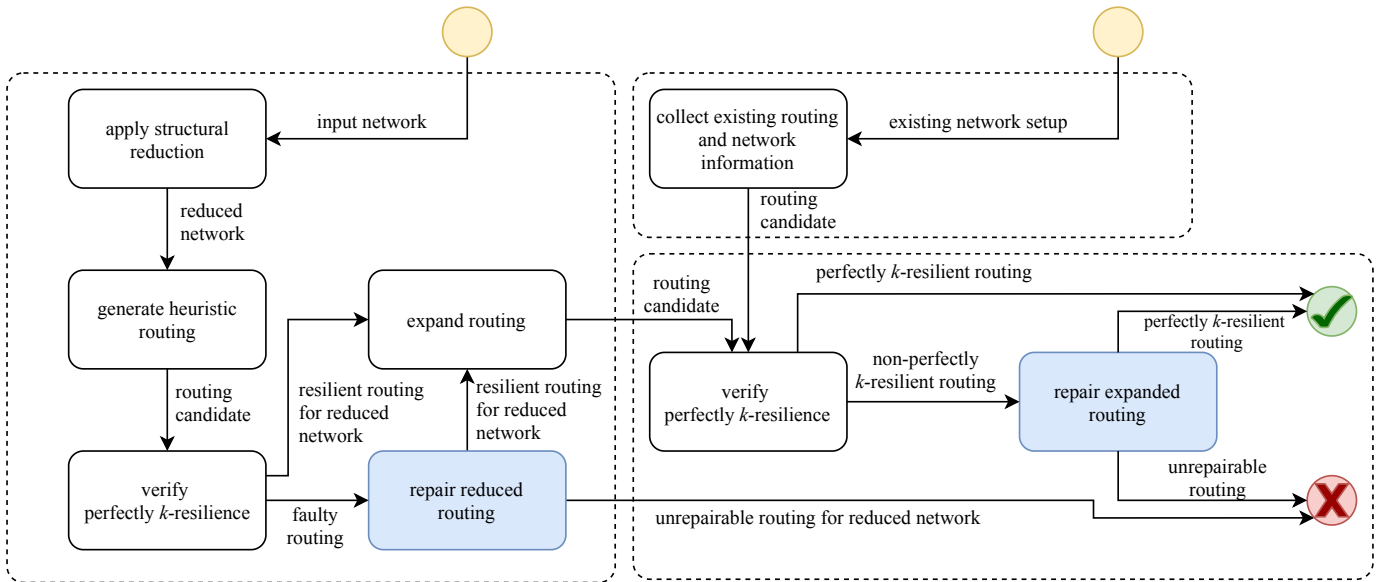 input network
apply structural
reduction
reduced
network
generate heuristic
routing
routing
candidate
verify
perfectly k-resilience
resilient routing
for reduced
network
faulty
routing
repair reduced
routing
resilient routing
for reduced
network
expand routing
routing
candidate
unrepairable routing for reduced network
existing network setup
collect existing routing
and network
information
routing
candidate
verify
perfectly k-resilience
perfectly k-resilient routing
non-perfectly
k-resilient routing
repair expanded
routing
perfectly k-resilient
routing
unrepairable
routing